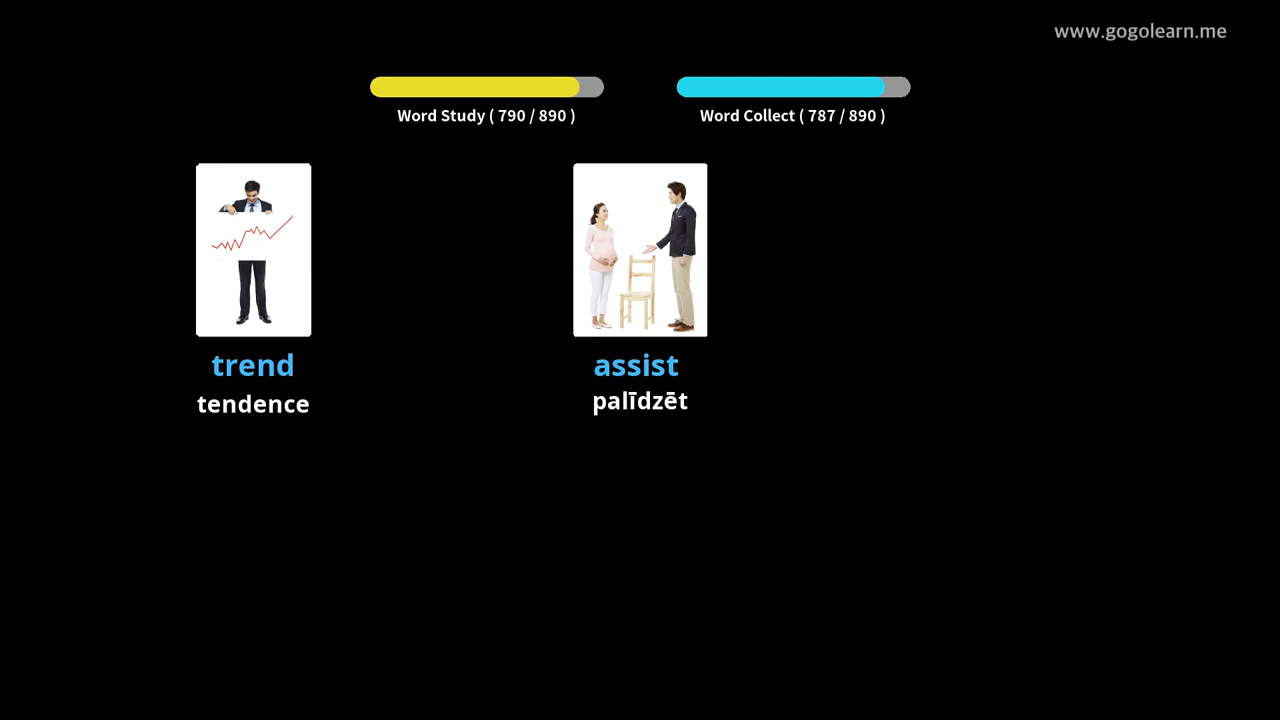 www.gogolearn.me
Word Study ( 790 / 890 )
Word Collect ( 787 / 890 )
trend
tendence
assist
palīdzēt